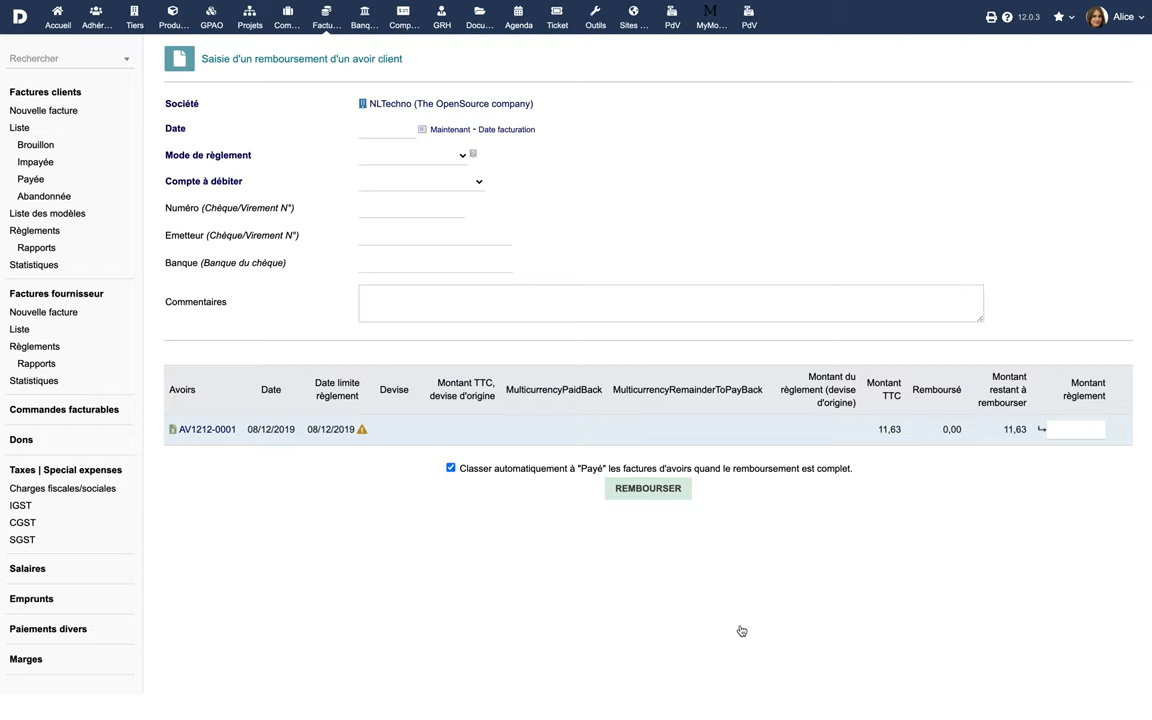 D
Accueil
Adhér...
Tiers
Produ...
GPAO
Projets
Com...
Factu...
Banq...
Comp...
GRH
Docu...
Agenda
Ticket
Outils
Sites ...
PdV
M
MyMo...
PdV
12.0.3
Alice
Rechercher
Factures clients
Nouvelle facture
Liste
Brouillon
Impayée
Payée
Abandonnée
Liste des modèles
Règlements
Rapports
Statistiques
Factures fournisseur
Nouvelle facture
Liste
Règlements
Rapports
Statistiques
Commandes facturables
Dons
Taxes | Special expenses
Charges fiscales/sociales
IGST
CGST
SGST
Salaires
Emprunts
Paiements divers
Marges
Saisie d'un remboursement d'un avoir client
Société NLTechno (The OpenSource company)
Date Maintenant - Date facturation
Mode de règlement
Compte à débiter
Numéro (Chèque/Virement N°)
Emetteur (Chèque/Virement N°)
Banque (Banque du chèque)
Commentaires
Avoirs
Date
Date limite
règlement
Devise
Montant TTC,
devise d'origine
MulticurrencyPaidBack
MulticurrencyRemainderToPayBack
Montant du
règlement (devise
d'origine)
Montant
TTC
Remboursé
Montant
restant à
rembourser
Montant
règlement
AV1212-0001 08/12/2019 08/12/2019 11,63 0,00 11,63
Classer automatiquement à "Payé" les factures d'avoirs quand le remboursement est complet.
REMBOURSER